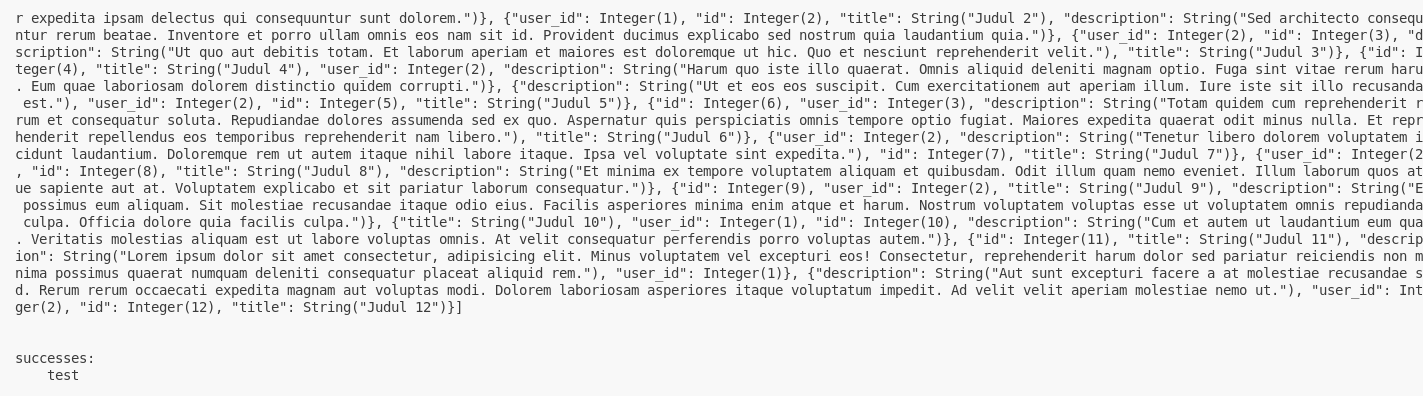 r expedita ipsam delectus qui consequuntur sunt dolorem.")}, {"user_id": Integer(1), "id": Integer(2), "title": String("Judul 2"), "description": String("Sed architecto consequ
ntur rerum beatae. Inventore et porro ullam omnis eos nam sit id. Provident ducimus explicabo sed nostrum quia laudantium quia.")}, {"user_id": Integer(2), "id": Integer(3), "d
scription": String("Ut quo aut debitis totam. Et laborum aperiam et maiores est doloremque ut hic. Quo et nesciunt reprehenderit velit."), "title": String("Judul 3")}, {"id": I
teger(4), "title": String("Judul 4"), "user_id": Integer(2), "description": String("Harum quo iste illo quaerat. Omnis aliquid deleniti magnam optio. Fuga sint vitae rerum haru
. Eum quae laboriosam dolorem distinctio quidem corrupti.")}, {"description": String("Ut et eos eos suscipit. Cum exercitationem aut aperiam illum. Iure iste sit illo recusanda
 est."), "user_id": Integer(2), "id": Integer(5), "title": String("Judul 5")}, {"id": Integer(6), "user_id": Integer(3), "description": String("Totam quidem cum reprehenderit r
rum et consequatur soluta. Repudiandae dolores assumenda sed ex quo. Aspernatur quis perspiciatis omnis tempore optio fugiat. Maiores expedita quaerat odit minus nulla. Et repr
henderit repellendus eos temporibus reprehenderit nam libero."), "title": String("Judul 6")}, {"user_id": Integer(2), "description": String("Tenetur libero dolorem voluptatem i
cidunt laudantium. Doloremque rem ut autem itaque nihil labore itaque. Ipsa vel voluptate sint expedita."), "id": Integer(7), "title": String("Judul 7")}, {"user_id": Integer(2
, "id": Integer(8), "title": String("Judul 8"), "description": String("Et minima ex tempore voluptatem aliquam et quibusdam. Odit illum quam nemo eveniet. Illum laborum quos at
ue sapiente aut at. Voluptatem explicabo et sit pariatur laborum consequatur.")}, {"id": Integer(9), "user_id": Integer(2), "title": String("Judul 9"), "description": String("E
 possimus eum aliquam. Sit molestiae recusandae itaque odio eius. Facilis asperiores minima enim atque et harum. Nostrum voluptatem voluptas esse ut voluptatem omnis repudianda
 culpa. Officia dolore quia facilis culpa.")}, {"title": String("Judul 10"), "user_id": Integer(1), "id": Integer(10), "description": String("Cum et autem ut laudantium eum qua
. Veritatis molestias aliquam est ut labore voluptas omnis. At velit consequatur perferendis porro voluptas autem.")}, {"id": Integer(11), "title": String("Judul 11"), "descrip
ion": String("Lorem ipsum dolor sit amet consectetur, adipisicing elit. Minus voluptatem vel excepturi eos! Consectetur, reprehenderit harum dolor sed pariatur reiciendis non m
nima possimus quaerat numquam deleniti consequatur placeat aliquid rem."), "user_id": Integer(1)}, {"description": String("Aut sunt excepturi facere a at molestiae recusandae s
d. Rerum rerum occaecati expedita magnam aut voluptas modi. Dolorem laboriosam asperiores itaque voluptatum impedit. Ad velit velit aperiam molestiae nemo ut."), "user_id": Int
ger(2), "id": Integer(12), "title": String("Judul 12")}]
successes:
    test